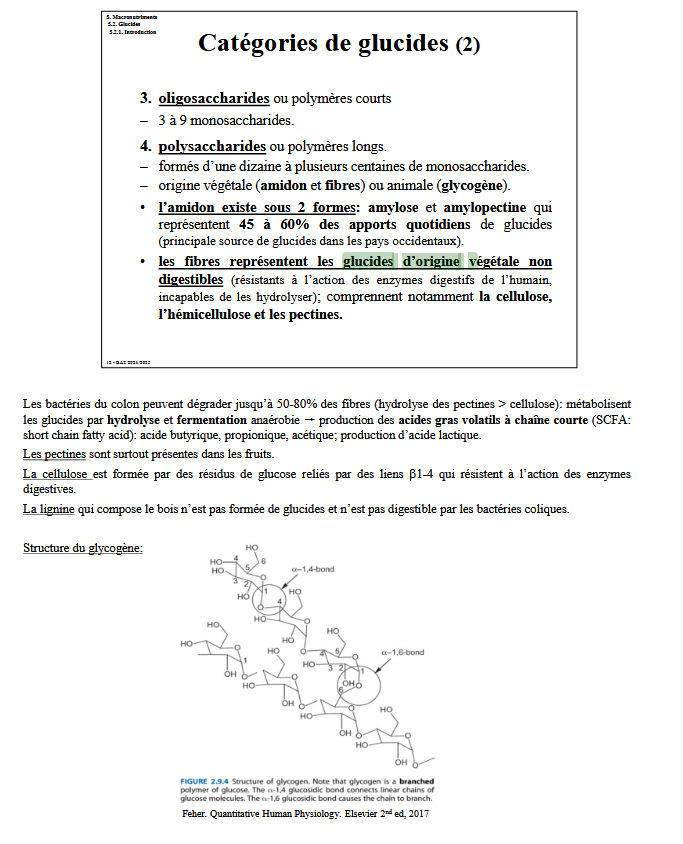 5. Macronutriments
5.2. Glucides
5.2.1. Introduction
Catégories de glucides (2)
3. oligosaccharides ou polymères courts
– 3 à 9 monosaccharides.
4. polysaccharides ou polymères longs.
– formés d’une dizaine à plusieurs centaines de monosaccharides.
– origine végétale (amidon et fibres) ou animale (glycogène).
• l’amidon existe sous 2 formes: amylose et amylopectine qui
représentent 45 à 60% des apports quotidiens de glucides
(principale source de glucides dans les pays occidentaux).
• les fibres représentent les glucides d’origine végétale non
digestibles (résistants à l’action des enzymes digestifs de l’humain,
incapables de les hydrolyser); comprennent notamment la cellulose,
l’hémicellulose et les pectines.
Les bactéries du colon peuvent dégrader jusqu’à 50-80% des fibres (hydrolyse des pectines > cellulose): métabolisent
les glucides par hydrolyse et fermentation anaérobie → production des acides gras volatils à chaîne courte (SCFA:
short chain fatty acid): acide butyrique, propionique, acétique; production d’acide lactique.
Les pectines sont surtout présentes dans les fruits.
La cellulose est formée par des résidus de glucose reliés par des liens β1-4 qui résistent à l’action des enzymes
digestives.
La lignine qui compose le bois n’est pas formée de glucides et n’est pas digestible par les bactéries coliques.
Structure du glycogène:
HO
HO 4 6
HO 5 O α-1,4-bond
3 2 1
HO 4 HO
O
HO O
HO HO HO
HO O HO O 4 5 O α-1,6-bond
1 HO 3 2 1
OH O OH O
HO 6
OH O O HO
HO
OH O O
HO
OH O
FIGURE 2.9.4 Structure of glycogen. Note that glycogen is a branched
polymer of glucose. The α-1,4 glucosidic bond connects linear chains of
glucose molecules. The α-1,6 glucosidic bond causes the chain to branch.
Feher. Quantitative Human Physiology. Elsevier 2nd ed, 2017